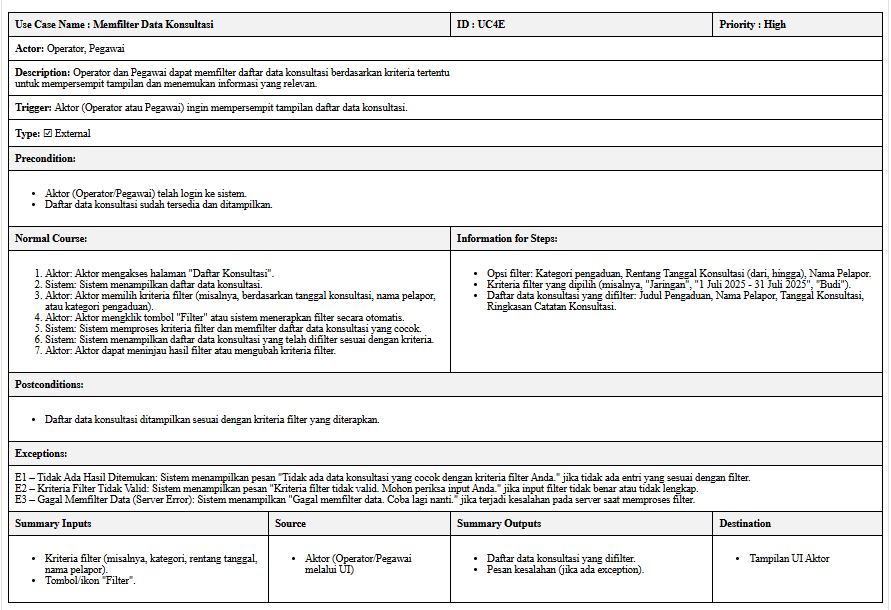 Use Case Name : Memfilter Data Konsultasi
ID : UC4E
Priority : High
Actor: Operator, Pegawai
Description: Operator dan Pegawai dapat memfilter daftar data konsultasi berdasarkan kriteria tertentu
untuk mempersempit tampilan dan menemukan informasi yang relevan.
Trigger: Aktor (Operator atau Pegawai) ingin mempersempit tampilan daftar data konsultasi.
Type: ☑ External
Precondition:
• Aktor (Operator/Pegawai) telah login ke sistem.
• Daftar data konsultasi sudah tersedia dan ditampilkan.
Normal Course:
1. Aktor: Aktor mengakses halaman "Daftar Konsultasi".
2. Sistem: Sistem menampilkan daftar data konsultasi.
3. Aktor: Aktor memilih kriteria filter (misalnya, berdasarkan tanggal konsultasi, nama pelapor,
atau kategori pengaduan).
4. Aktor: Aktor mengklik tombol "Filter" atau sistem menerapkan filter secara otomatis.
5. Sistem: Sistem memproses kriteria filter dan memfilter daftar data konsultasi yang cocok.
6. Sistem: Sistem menampilkan daftar data konsultasi yang telah difilter sesuai dengan kriteria.
7. Aktor: Aktor dapat meninjau hasil filter atau mengubah kriteria filter.
Information for Steps:
• Opsi filter: Kategori pengaduan, Rentang Tanggal Konsultasi (dari, hingga), Nama Pelapor.
• Kriteria filter yang dipilih (misalnya, "Jaringan", "1 Juli 2025 - 31 Juli 2025", "Budi").
• Daftar data konsultasi yang difilter: Judul Pengaduan, Nama Pelapor, Tanggal Konsultasi,
Ringkasan Catatan Konsultasi.
Postconditions:
• Daftar data konsultasi ditampilkan sesuai dengan kriteria filter yang diterapkan.
Exceptions:
E1 – Tidak Ada Hasil Ditemukan: Sistem menampilkan pesan "Tidak ada data konsultasi yang cocok dengan kriteria filter Anda." jika tidak ada entri yang sesuai dengan filter.
E2 – Kriteria Filter Tidak Valid: Sistem menampilkan pesan "Kriteria filter tidak valid. Mohon periksa input Anda." jika input filter tidak benar atau tidak lengkap.
E3 – Gagal Memfilter Data (Server Error): Sistem menampilkan "Gagal memfilter data. Coba lagi nanti." jika terjadi kesalahan pada server saat memproses filter.
Summary Inputs
• Kriteria filter (misalnya, kategori, rentang tanggal,
nama pelapor).
• Tombol/ikon "Filter".
Source
• Aktor (Operator/Pegawai
melalui UI)
Summary Outputs
• Daftar data konsultasi yang difilter.
• Pesan kesalahan (jika ada exception).
Destination
• Tampilan UI Aktor